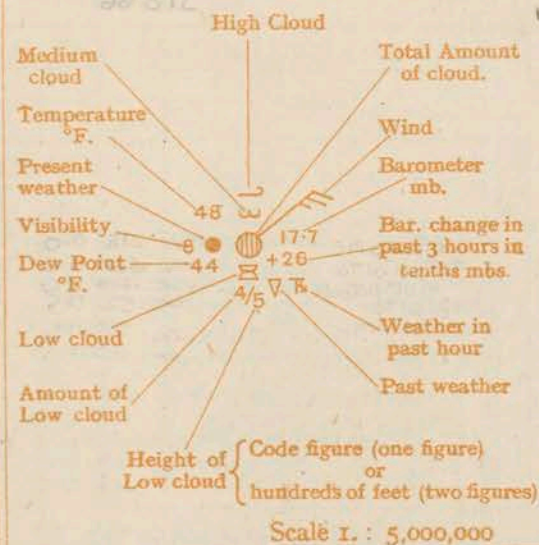 High Cloud
Medium cloud
Total Amount of cloud.
Temperature °F.
Wind
Present weather
Barometer mb.
48
Visibility
8
17.7
Bar. change in past 3 hours in tenths mbs.
+26
Dew Point °F.
44
4/5
Low cloud
Weather in past hour
Amount of Low cloud
Past weather
Height of Low cloud { Code figure (one figure)
or
hundreds of feet (two figures)
Scale 1. : 5,000,000